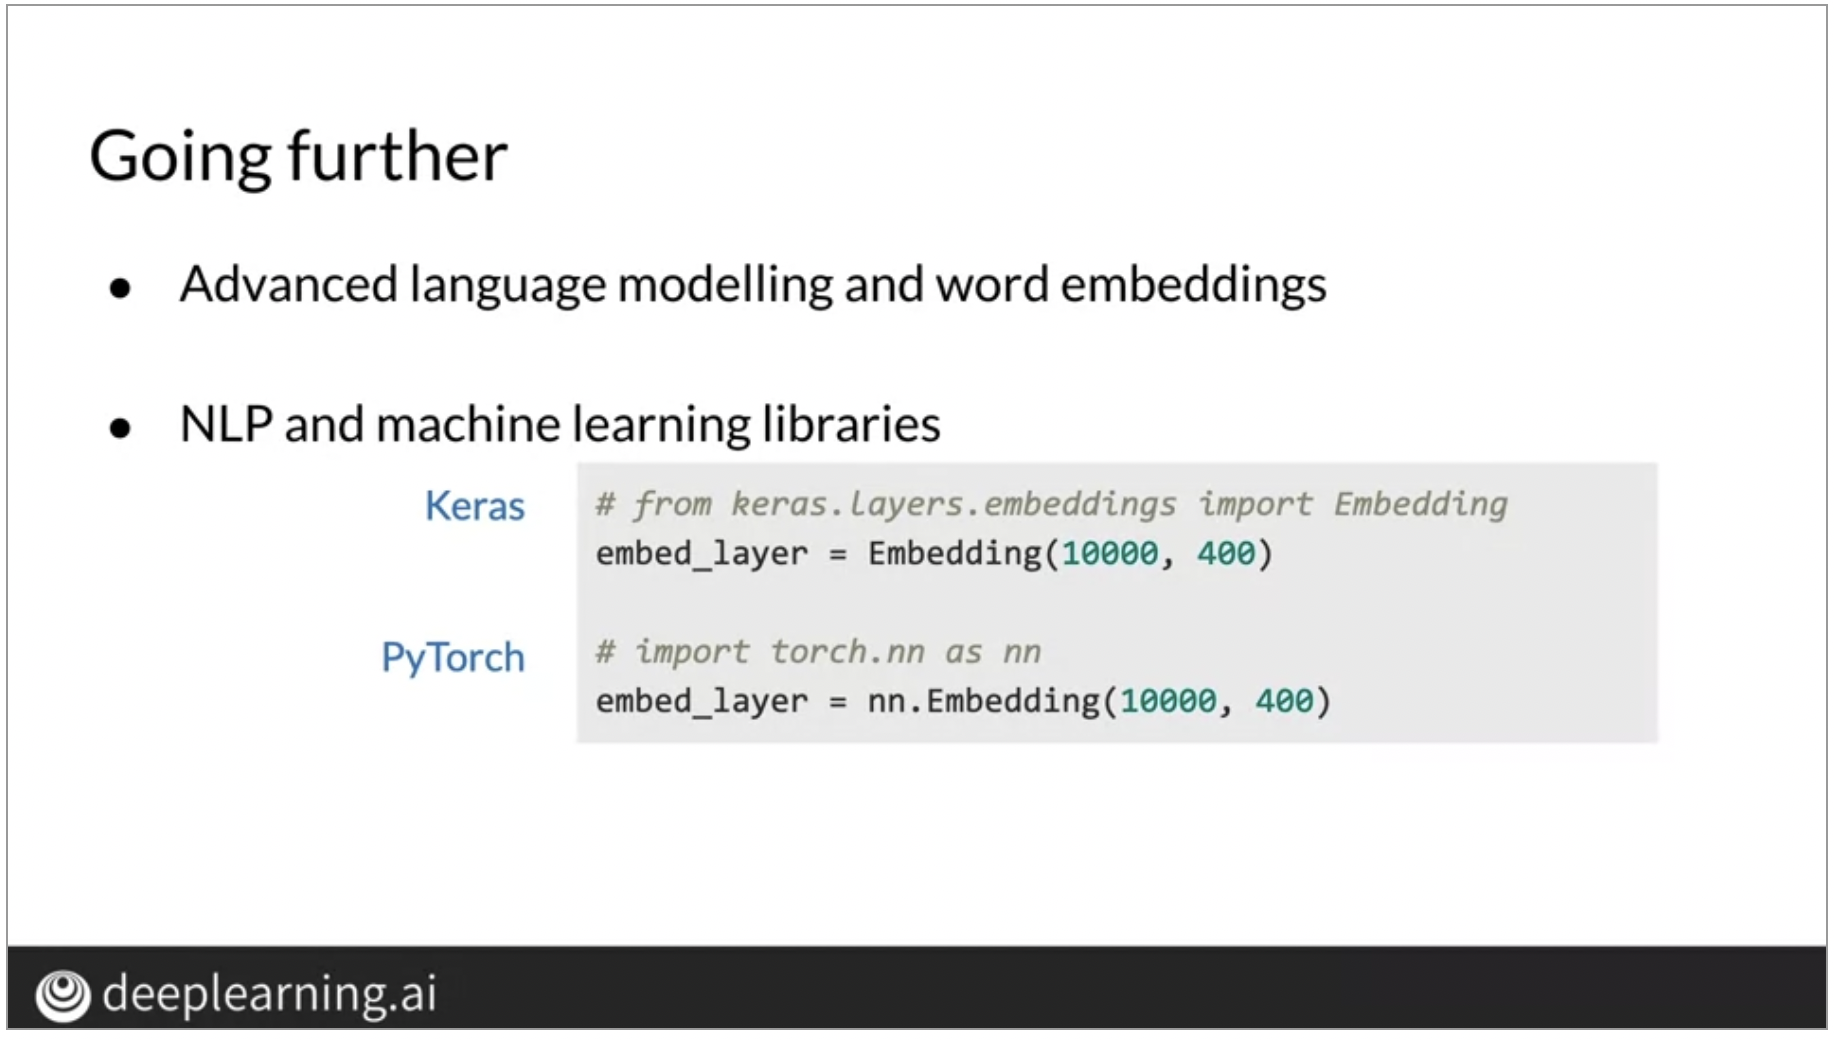 Going further
● Advanced language modelling and word embeddings
● NLP and machine learning libraries
Keras
# from keras.layers.embeddings import Embedding
embed_layer = Embedding(10000, 400)
PyTorch
# import torch.nn as nn
embed_layer = nn.Embedding(10000, 400)
deeplearning.ai